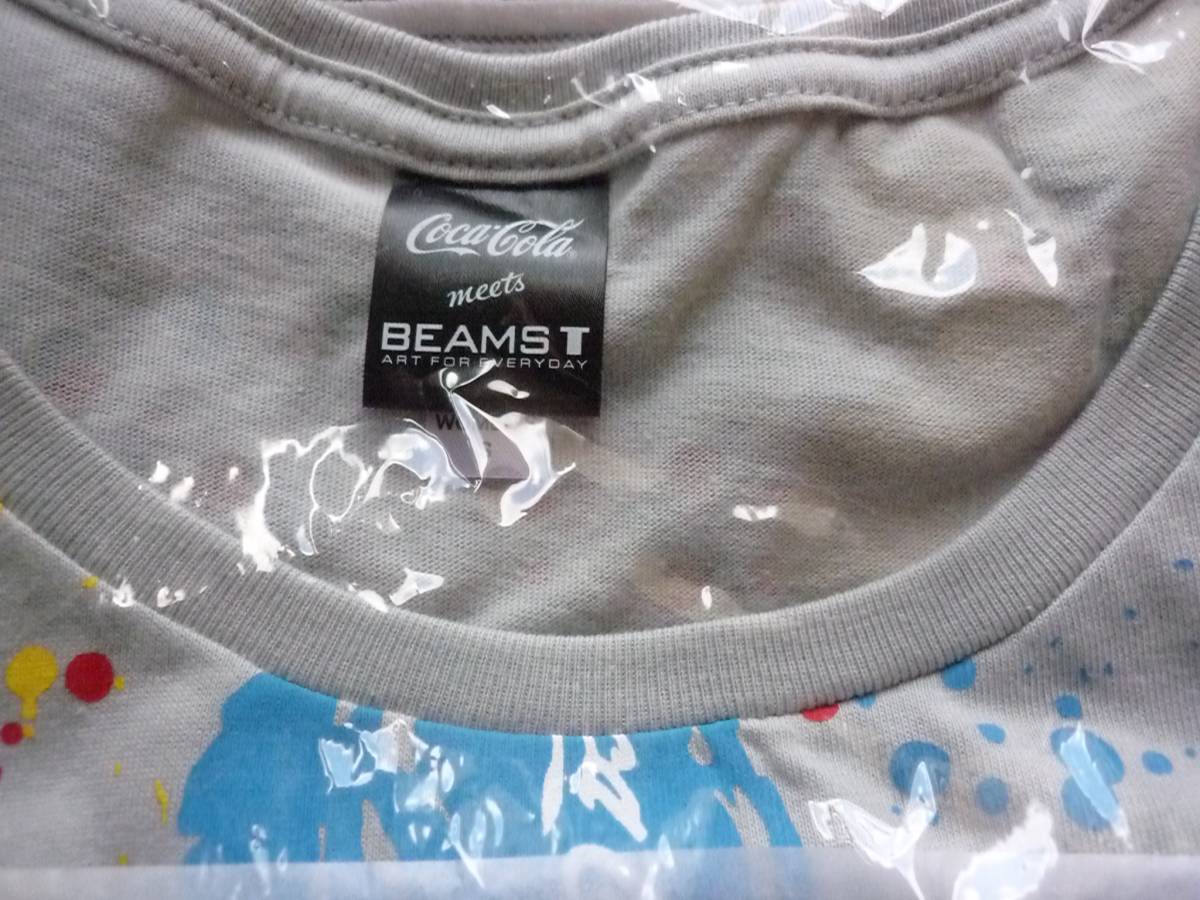 Coca-Cola
meets
BEAMS T
ART FOR EVERYDAY